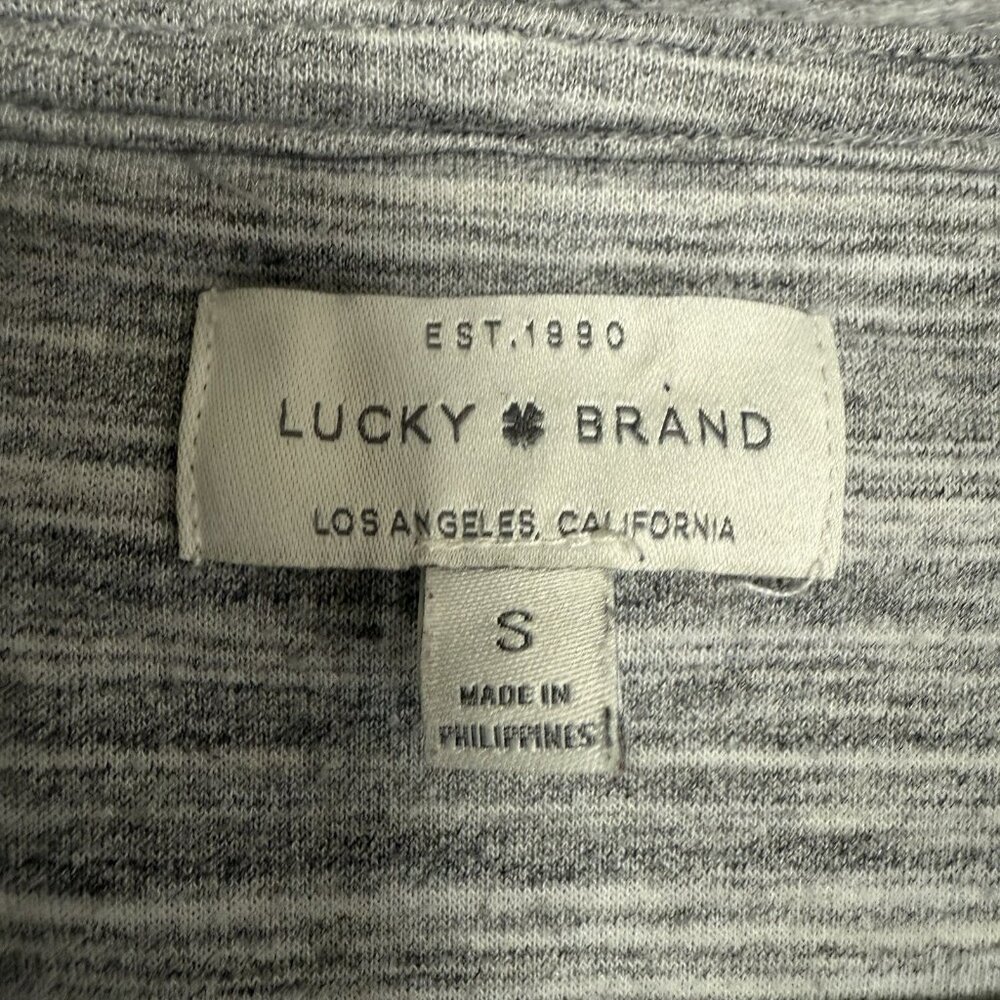 EST.1990
LUCKY BRAND
LOS ANGELES, CALIFORNIA
S
MADE IN
PHILIPPINES